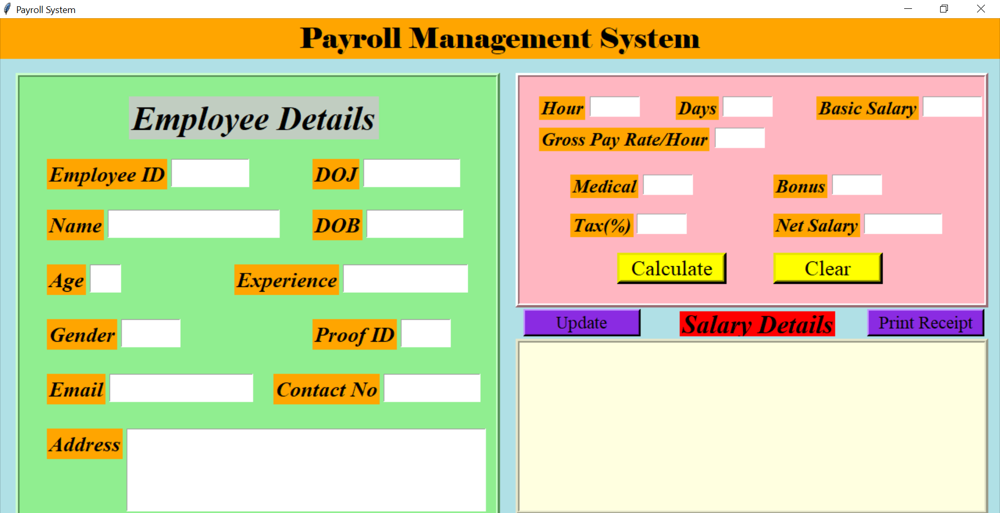 Payroll System
Payroll Management System
Employee Details
Employee ID
DOJ
Name
DOB
Age
Experience
Gender
Proof ID
Email
Contact No
Address
Hour
Days
Basic Salary
Gross Pay Rate/Hour
Medical
Bonus
Tax(%)
Net Salary
Calculate
Clear
Update
Salary Details
Print Receipt